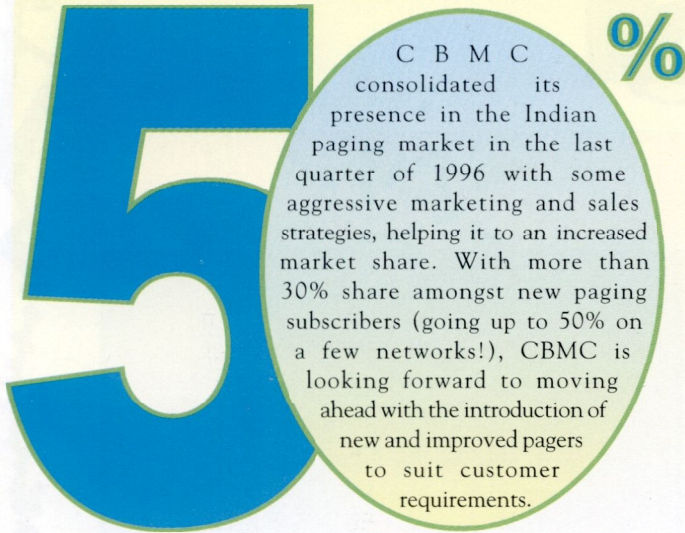 50%
C B M C
consolidated its
presence in the Indian
paging market in the last
quarter of 1996 with some
aggressive marketing and sales
strategies, helping it to an increased
market share. With more than
30% share amongst new paging
subscribers (going up to 50% on
a few networks!), CBMC is
looking forward to moving
ahead with the introduction of
new and improved pagers
to suit customer
requirements.